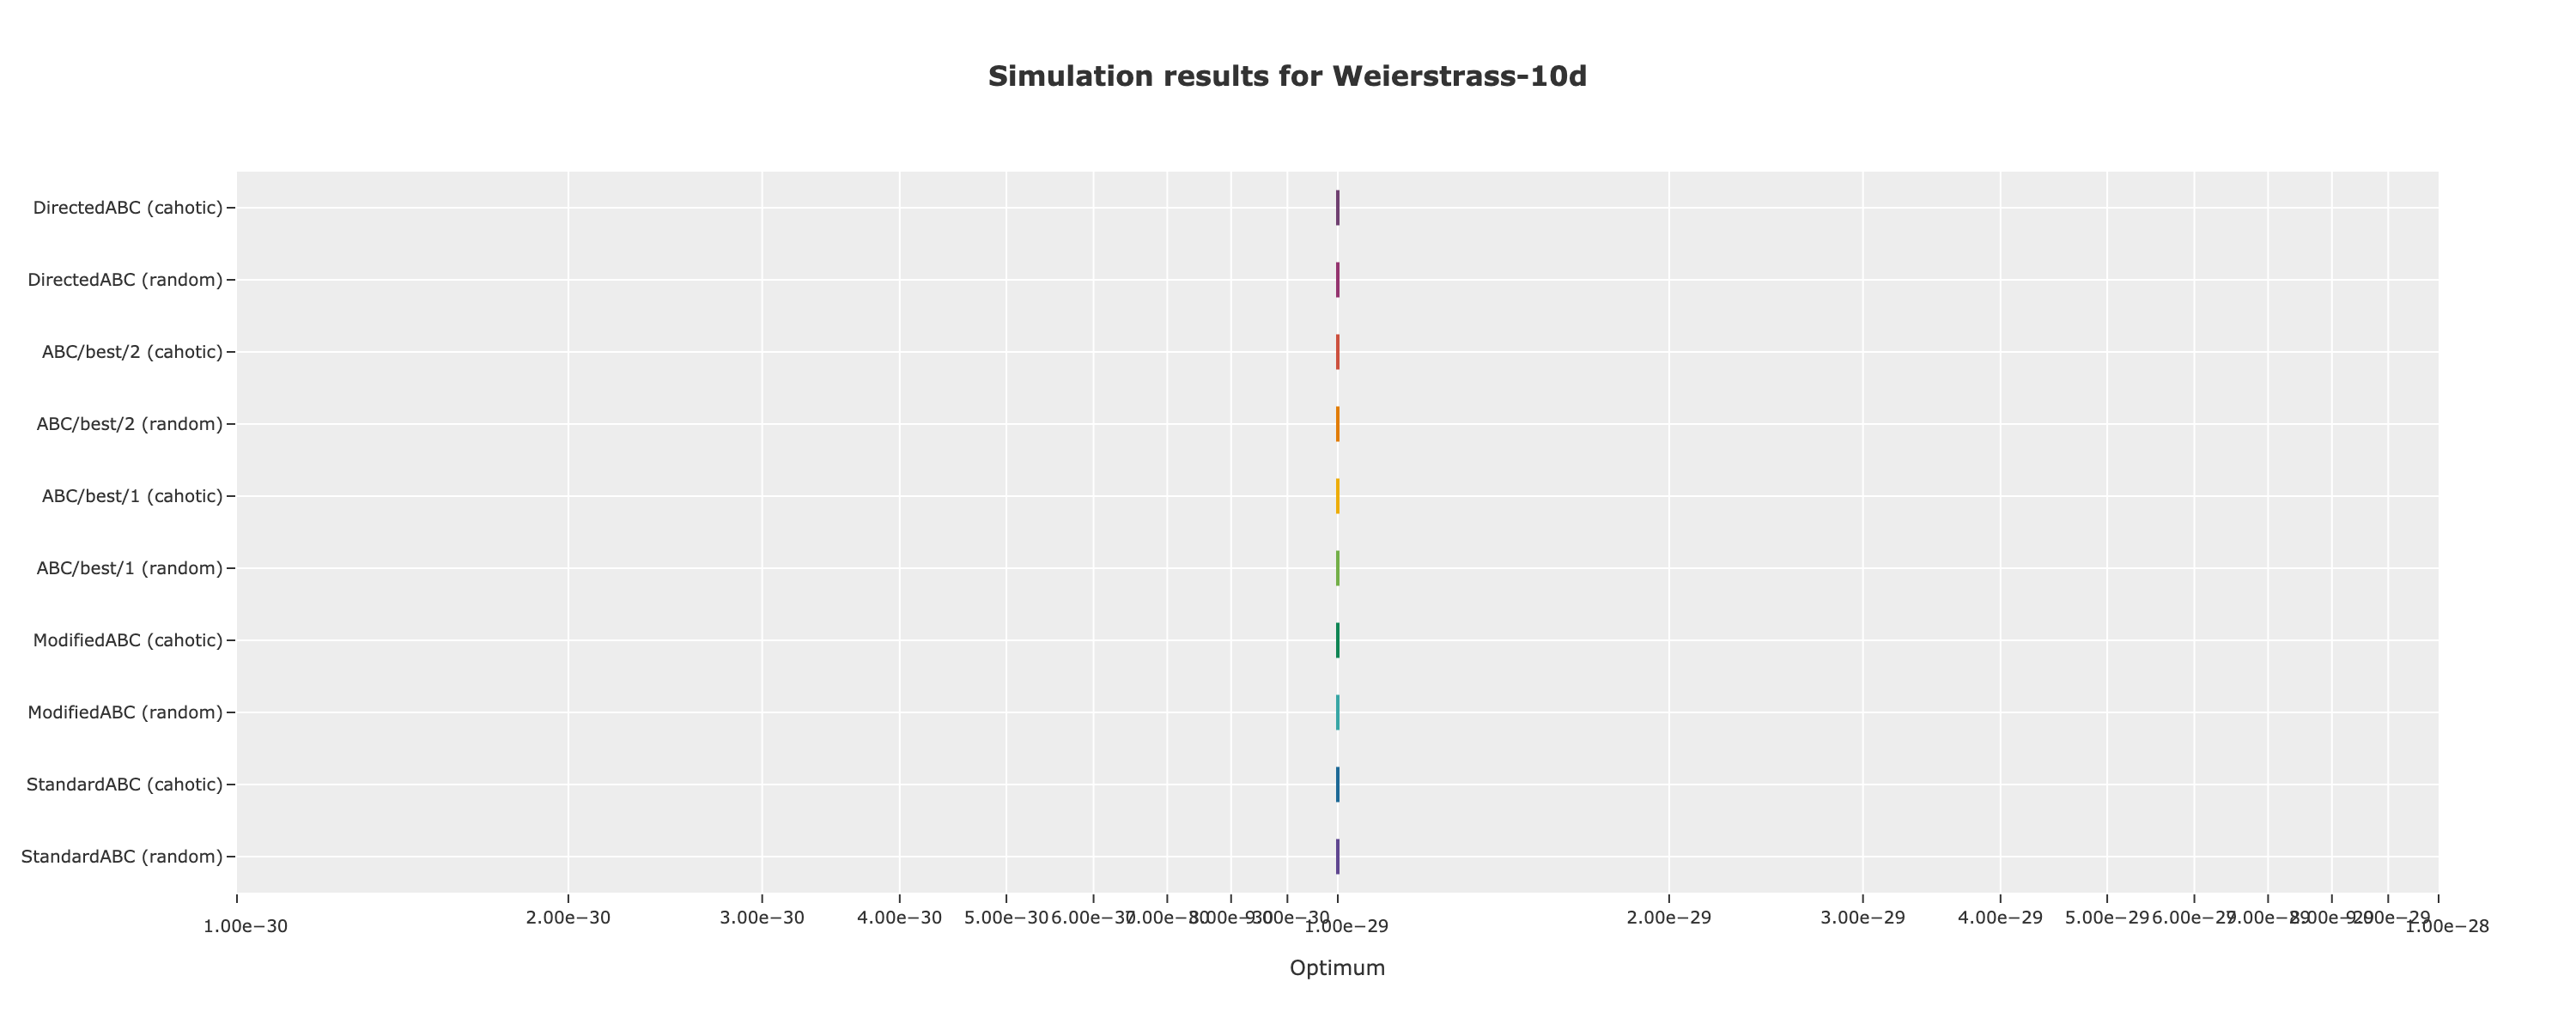 Simulation results for Weierstrass-10d
DirectedABC (cahotic)
DirectedABC (random)
ABC/best/2 (cahotic)
ABC/best/2 (random)
ABC/best/1 (cahotic)
ABC/best/1 (random)
ModifiedABC (cahotic)
ModifiedABC (random)
StandardABC (cahotic)
StandardABC (random)
1.00e−30 2.00e−30 3.00e−30 4.00e−30 5.00e−30 6.00e−30 7.00e−30 8.00e−30 9.00e−30 1.00e−29 2.00e−29 3.00e−29 4.00e−29 5.00e−29 6.00e−29 7.00e−29 8.00e−29 9.00e−29 1.00e−28
Optimum